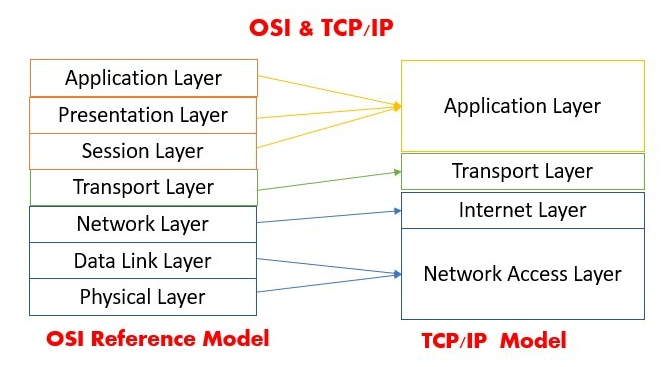 OSI & TCP/IP
Application Layer
Presentation Layer
Session Layer
Transport Layer
Network Layer
Data Link Layer
Physical Layer
OSI Reference Model
Application Layer
Transport Layer
Internet Layer
Network Access Layer
TCP/IP Model